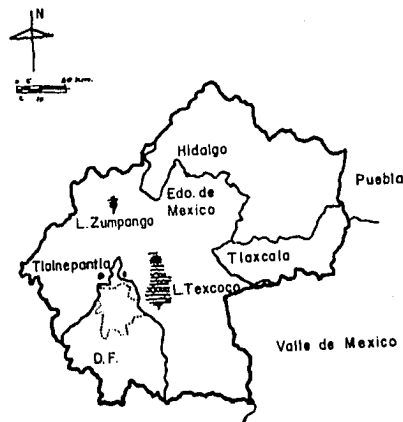 N
Hidalgo
Puebla
Edo. de
Mexico
L. Zumpango
Tlaxcala
Tlalnepantla
L. Texcoco
Valle de Mexico
D.F.